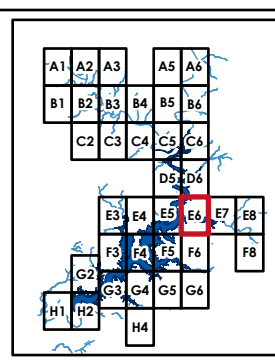 A1 A2 A3 A5 A6
B1 B2 B3 B4 B5 B6
C2 C3 C4 C5 C6
D5 D6
E3 E4 E5 E6 E7 E8
F3 F4 F5 F6 F8
G2
G3 G4 G5 G6
H1 H2
H4